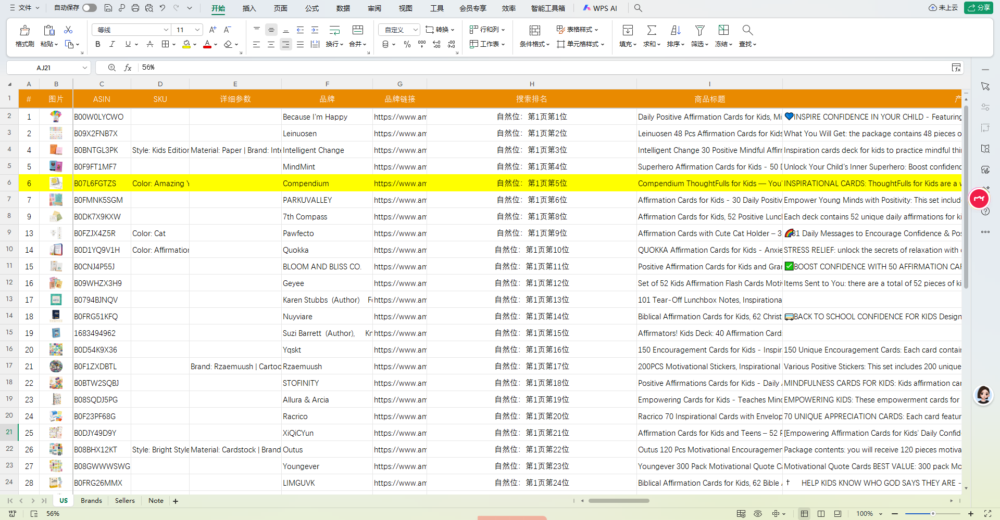 文件 自动保存 开始 插入 页面 公式 数据 审阅 视图 工具 会员专享 效率 智能工具箱 WPS AI 未上云 分享
等线 11 自定义 转换 行和列 表格样式
格式刷 粘贴 换行 合并 工作表 条件格式 单元格样式 填充 求和 排序 筛选 冻结 查找
AJ21 fx 56%
A B C D E F G H I
1 # 图片 ASIN SKU 详细参数 品牌 品牌链接 搜索排名 商品标题 产
2 1 B00W0LYCWO Because I'm Happy https://www.am 自然位：第1页第1位 Daily Positive Affirmation Cards for Kids, Mi 💙INSPIRE CONFIDENCE IN YOUR CHILD - Featuring
3 2 B09X2FNB7X Leinuosen https://www.am 自然位：第1页第2位 Leinuosen 48 Pcs Affirmation Cards for Kids What You Will Get: the package contains 48 pieces o
4 4 B0BNTGL3PK Style: Kids Edition Material: Paper | Brand: Inte Intelligent Change https://www.am 自然位：第1页第3位 Intelligent Change 30 Positive Mindful Affirr Inspiration cards deck for kids to practice mindful thi
5 5 B0F9FT1MF7 MindMint https://www.am 自然位：第1页第4位 Superhero Affirmation Cards for Kids - 50 D Unlock Your Child's Inner Superhero: Boost confidenc
6 6 B07L6FGTZS Color: Amazing Y Compendium https://www.am 自然位：第1页第5位 Compendium ThoughtFulls for Kids — You' INSPIRATIONAL CARDS: ThoughtFulls for Kids are a w
7 7 B0FMNK5SGM PARKUVALLEY https://www.am 自然位：第1页第6位 Affirmation Cards for Kids - 30 Daily Positiv Empower Young Minds with Positivity: This set includ
8 9 B0DK7X9KXW 7th Compass https://www.am 自然位：第1页第8位 Affirmation Cards for Kids, 52 Positive Lunc Each deck contains 52 unique daily affirmations for ki
9 13 B0FZJX4Z5R Color: Cat Pawfecto https://www.am 自然位：第1页第9位 Affirmation Cards with Cute Cat Holder – 3 🌈31 Daily Messages to Encourage Confidence & Pos
10 14 B0D1YQ9V1H Color: Affirmation Quokka https://www.am 自然位：第1页第10位 QUOKKA Affirmation Cards for Kids - Anxie STRESS RELIEF: unlock the secrets of relaxation with
11 15 B0CNJ4P55J BLOOM AND BLISS CO. https://www.am 自然位：第1页第11位 Positive Affirmation Cards for Kids and Grar ✅BOOST CONFIDENCE WITH 50 AFFIRMATION CAR
12 16 B09WHZX3H9 Geyee https://www.am 自然位：第1页第12位 Set of 52 Kids Affirmation Flash Cards Motiv Items Sent to You: there are a total of 52 pieces of ki
13 17 B0794BJNQV Karen Stubbs (Author) Fo https://www.am 自然位：第1页第13位 101 Tear-Off Lunchbox Notes, Inspirationa
14 18 B0FRG51KFQ Nuyviare https://www.am 自然位：第1页第14位 Biblical Affirmation Cards for Kids, 62 Christ 🚌BACK TO SCHOOL CONFIDENCE FOR KIDS Design
15 19 1683494962 Suzi Barrett (Author), Kn https://www.am 自然位：第1页第15位 Affirmators! Kids Deck: 40 Affirmation Card
16 20 B0D54K9X36 Yqskt https://www.am 自然位：第1页第16位 150 Encouragement Cards for Kids - Inspir 150 Unique Encouragement Cards: Each card contain
17 21 B0F1ZXDBTL Brand: Rzaemuush | Cartoo Rzaemuush https://www.am 自然位：第1页第17位 200PCS Motivational Stickers, Inspirational Various Positive Stickers: This set includes 200 unique
18 22 B0BTW2SQBJ STOFINITY https://www.am 自然位：第1页第18位 Positive Affirmations Cards for Kids - Daily MINDFULNESS CARDS FOR KIDS: Kids affirmation car
19 23 B08SQDJ5PG Allura & Arcia https://www.am 自然位：第1页第19位 Empowering Cards for Kids - Teaches Minc EMPOWERING KIDS: These empowerment cards for
20 24 B0F23PF68G Racrico https://www.am 自然位：第1页第20位 Racrico 70 Inspirational Cards with Envelop 70 UNIQUE APPRECIATION CARDS: Each card featur
21 25 B0DJY49D9Y XiQiCYun https://www.am 自然位：第1页第21位 Affirmation Cards for Kids and Teens – 52 P [Empowering Affirmation Cards for Kids' Daily Confid
22 26 B08BHX12KT Style: Bright Style Material: Cardstock | Brand Outus https://www.am 自然位：第1页第22位 Outus 120 Pcs Motivational Encouragemer Package contents: you will receive 120 pieces motiva
23 27 B08GWWWSWG Youngever https://www.am 自然位：第1页第23位 Youngever 300 Pack Motivational Quote Ca Motivational Quote Cards BEST VALUE: 300 pack Mo
24 28 B0FRG26MMX LIMGUVK https://www.am 自然位：第1页第24位 Biblical Affirmation Cards for Kids, 62 Bible ✝ HELP KIDS KNOW WHO GOD SAYS THEY ARE -
US Brands Sellers Note
56% 100%